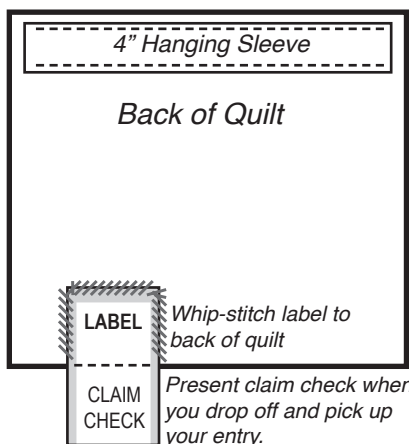 4” Hanging Sleeve
Back of Quilt
LABEL
Whip-stitch label to
back of quilt
CLAIM
CHECK
Present claim check when
you drop off and pick up
your entry.